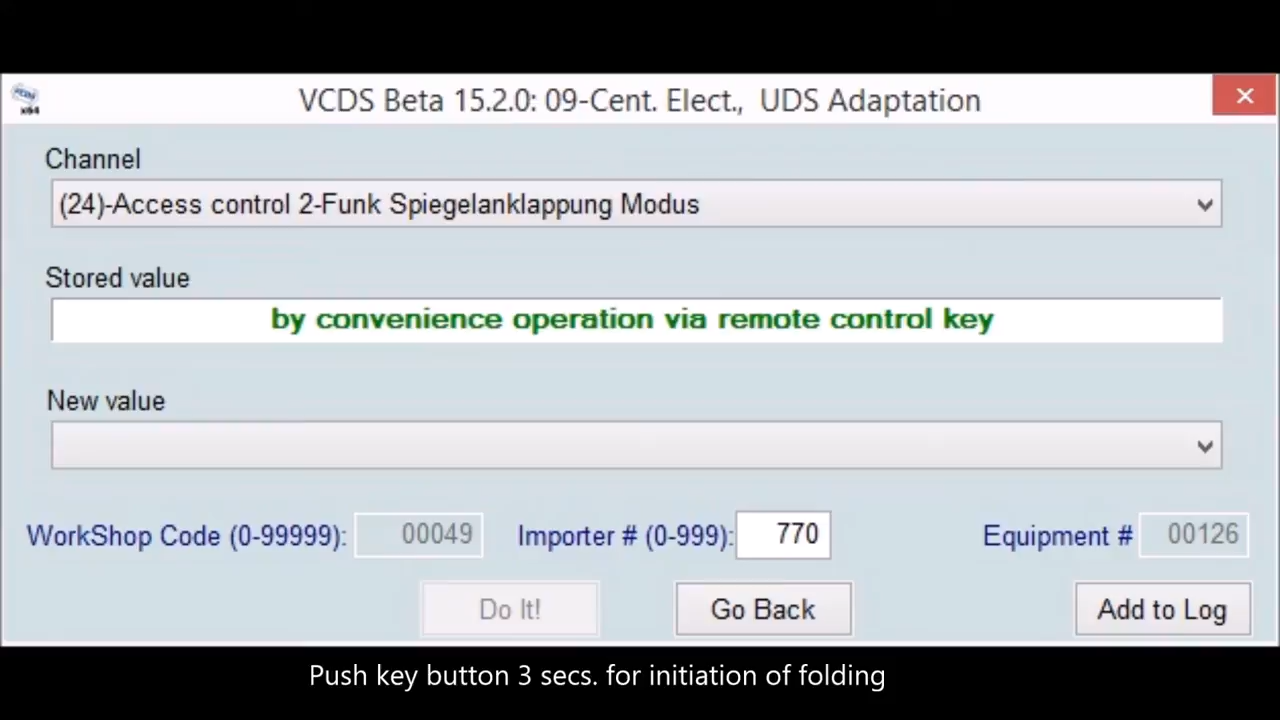 VCDS Beta 15.2.0: 09-Cent. Elect.,  UDS Adaptation
Channel
(24)-Access control 2-Funk Spiegelanklappung Modus
Stored value
by convenience operation via remote control key
New value
WorkShop Code (0-99999): 00049 Importer # (0-999): 770 Equipment # 00126
Do It! Go Back Add to Log
Push key button 3 secs. for initiation of folding